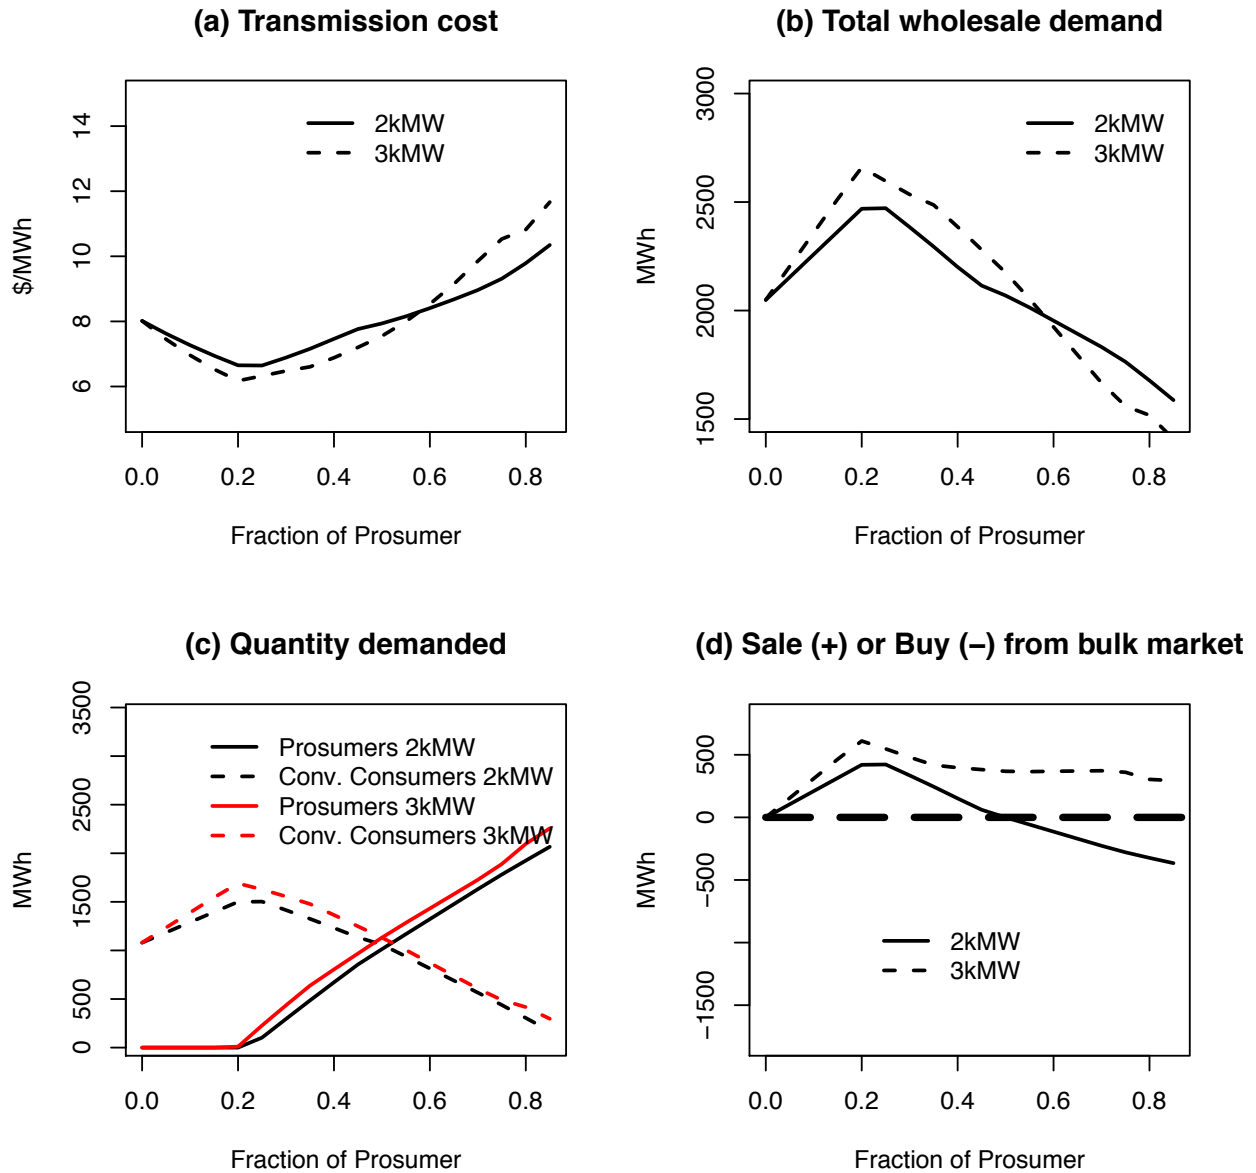 (a) Transmission cost
14
12
10
8
6
$/MWh
2kMW
3kMW
0.0 0.2 0.4 0.6 0.8
Fraction of Prosumer
(b) Total wholesale demand
3000
2500
2000
1500
MWh
2kMW
3kMW
0.0 0.2 0.4 0.6 0.8
Fraction of Prosumer
(c) Quantity demanded
3500
2500
1500
500
0
MWh
Prosumers 2kMW
Conv. Consumers 2kMW
Prosumers 3kMW
Conv. Consumers 3kMW
0.0 0.2 0.4 0.6 0.8
Fraction of Prosumer
(d) Sale (+) or Buy (−) from bulk market
500
0
−500
−1500
MWh
2kMW
3kMW
0.0 0.2 0.4 0.6 0.8
Fraction of Prosumer